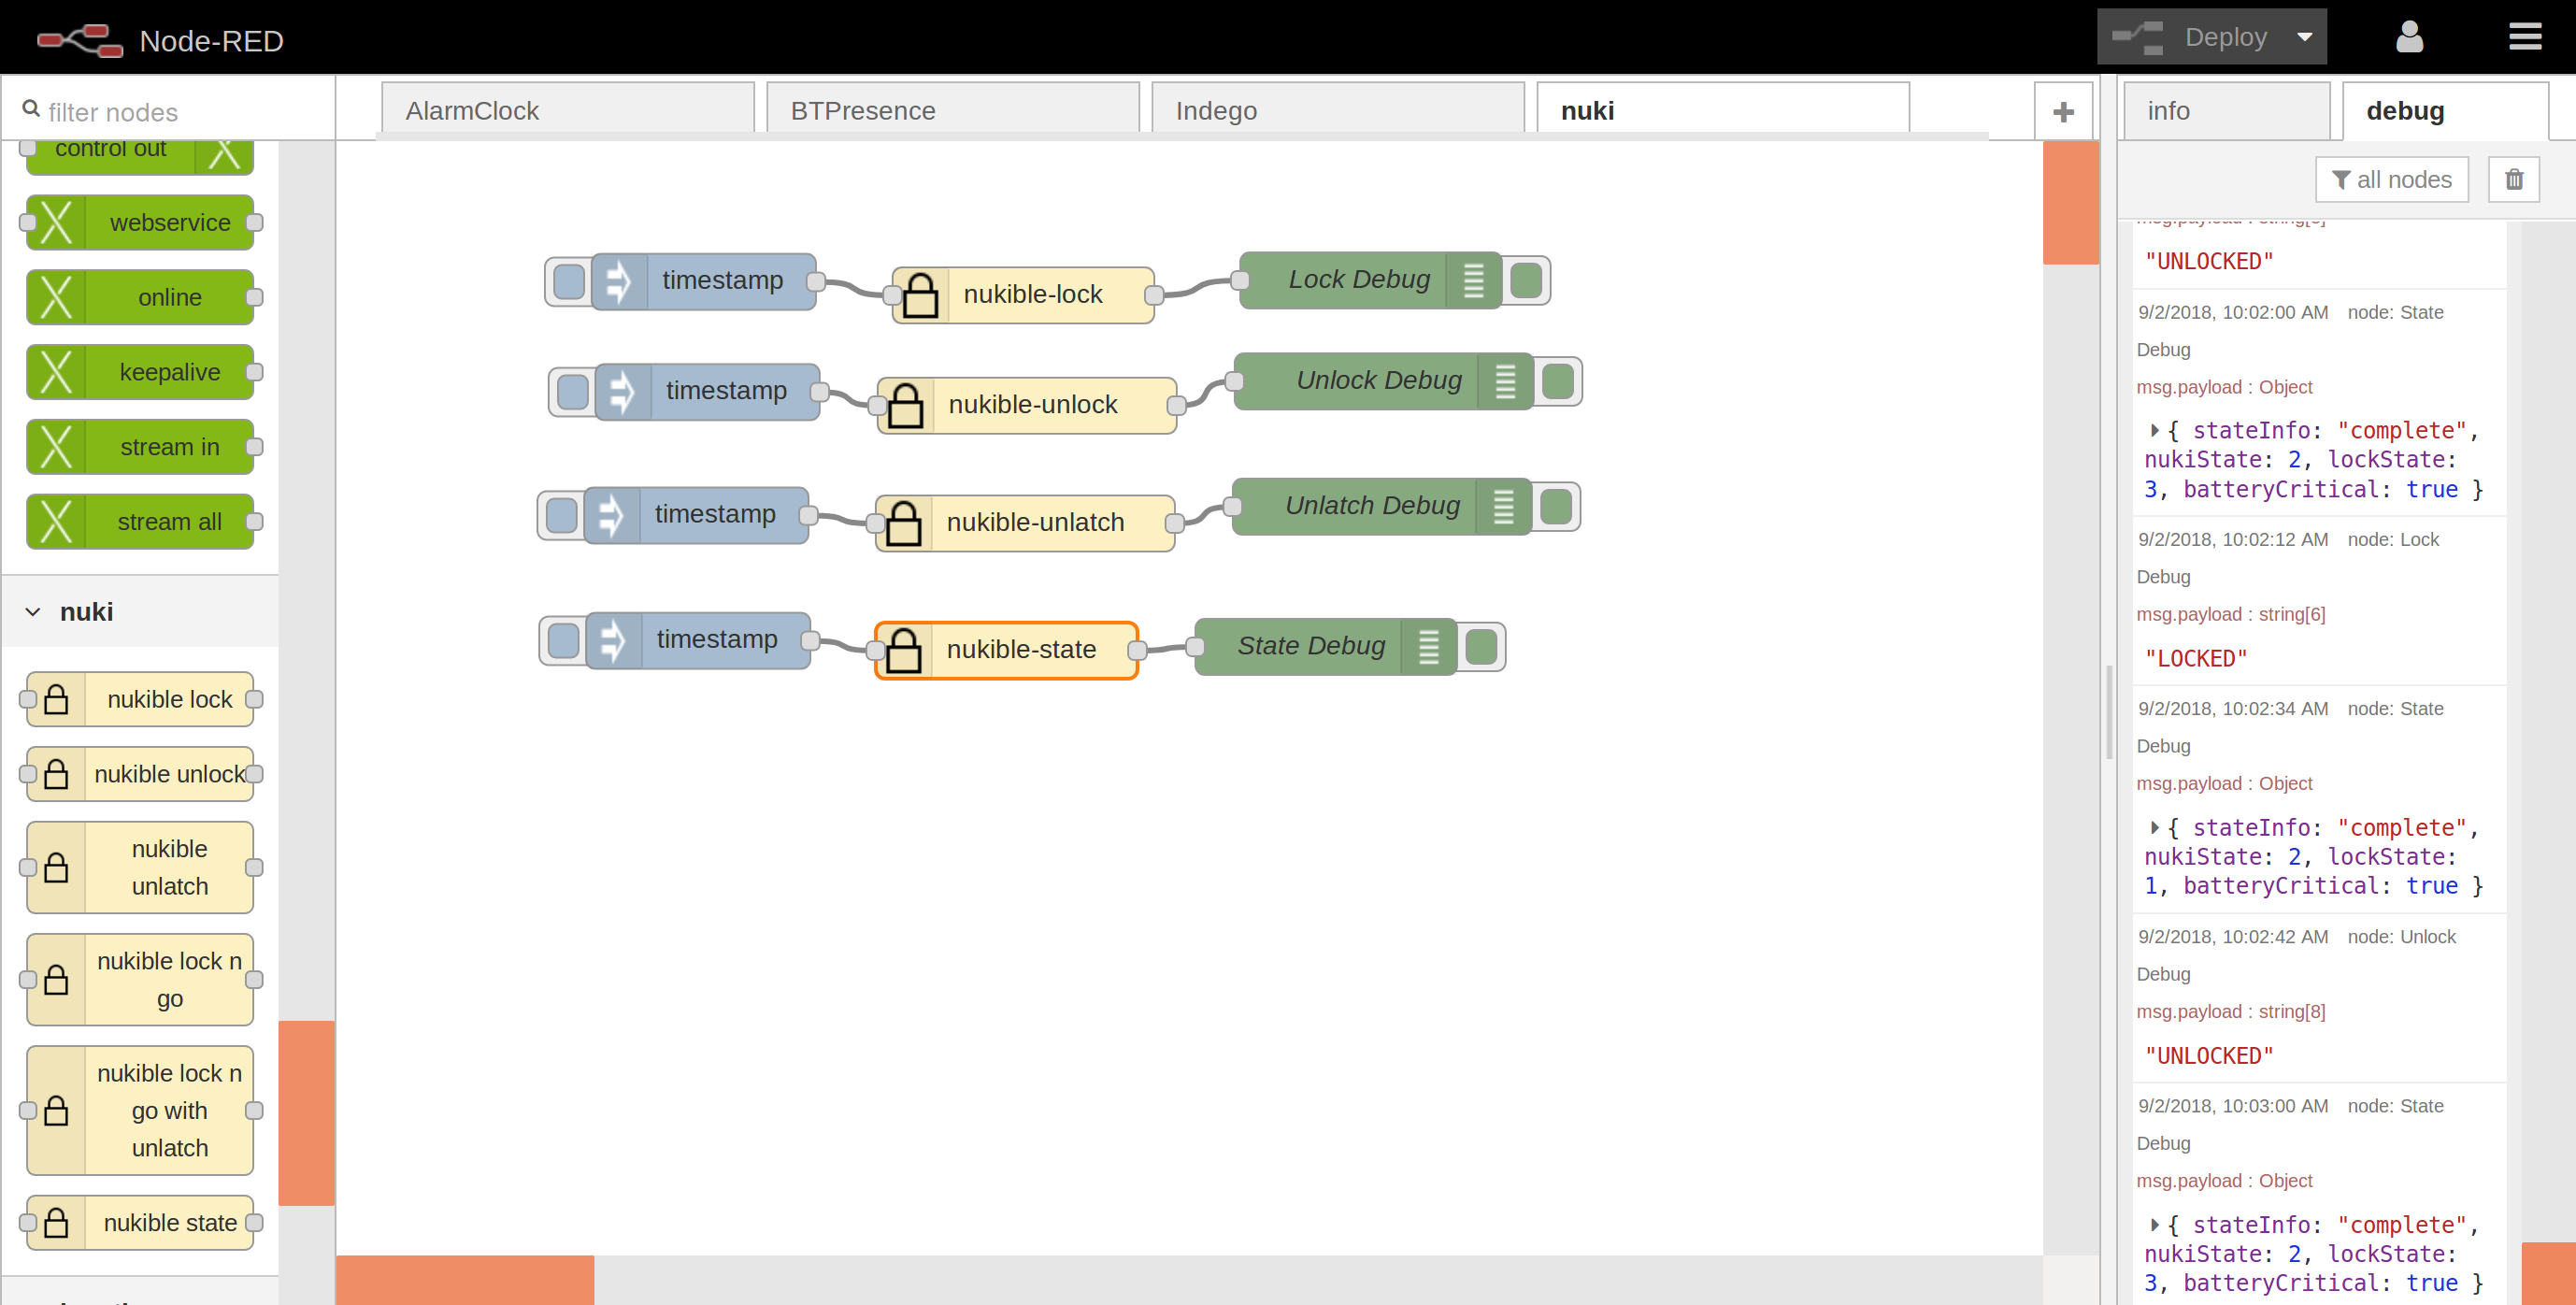 Node-RED
Deploy
filter nodes
control out
webservice
online
keepalive
stream in
stream all
nuki
nukible lock
nukible unlock
nukible
unlatch
nukible lock n
go
nukible lock n
go with
unlatch
nukible state
AlarmClock
BTPresence
Indego
nuki
timestamp
nukible-lock
Lock Debug
timestamp
nukible-unlock
Unlock Debug
timestamp
nukible-unlatch
Unlatch Debug
timestamp
nukible-state
State Debug
info
debug
all nodes
"UNLOCKED"
9/2/2018, 10:02:00 AM node: State
Debug
msg.payload : Object
{ stateInfo: "complete",
nukiState: 2, lockState:
3, batteryCritical: true }
9/2/2018, 10:02:12 AM node: Lock
Debug
msg.payload : string[6]
"LOCKED"
9/2/2018, 10:02:34 AM node: State
Debug
msg.payload : Object
{ stateInfo: "complete",
nukiState: 2, lockState:
1, batteryCritical: true }
9/2/2018, 10:02:42 AM node: Unlock
Debug
msg.payload : string[8]
"UNLOCKED"
9/2/2018, 10:03:00 AM node: State
Debug
msg.payload : Object
{ stateInfo: "complete",
nukiState: 2, lockState:
3, batteryCritical: true }